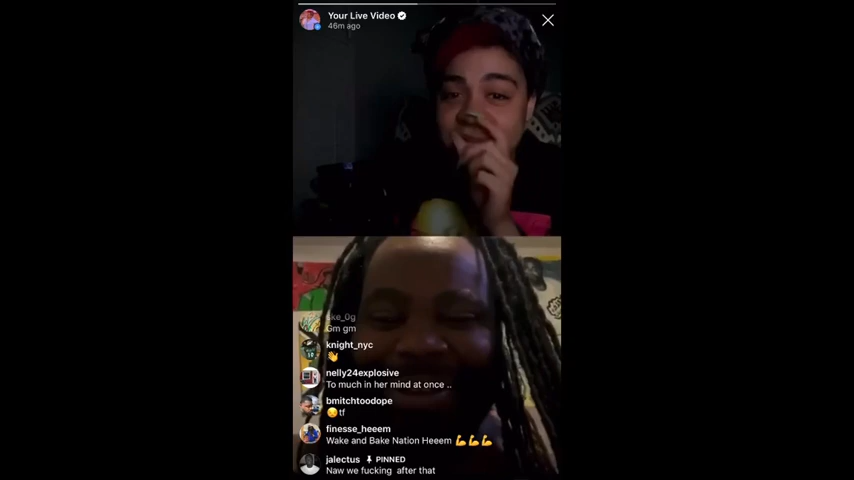 Your Live Video
46m ago
Gm gm
knight_nyc
👋
nelly24explosive
To much in her mind at once ..
bmitchtoodope
😒tf
finesse_heeem
Wake and Bake Nation Heeem 💪💪💪
jalectus PINNED
Naw we fucking after that